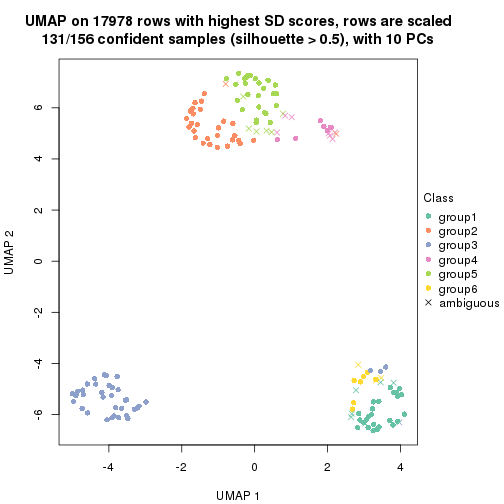 UMAP on 17978 rows with highest SD scores, rows are scaled
131/156 confident samples (silhouette > 0.5), with 10 PCs
6
4
2
0
-2
-4
-6
UMAP 2
-4
-2
0
2
4
UMAP 1
Class
group1
group2
group3
group4
group5
group6
ambiguous